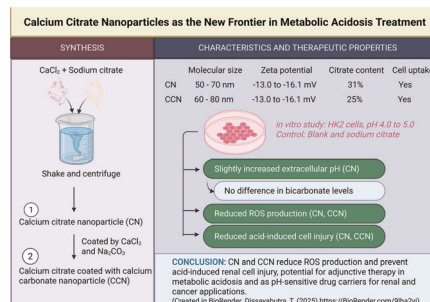 Calcium Citrate Nanoparticles as the New Frontier in Metabolic Acidosis Treatment
SYNTHESIS
CaCl₂ + Sodium citrate
Shake and centrifuge
1
Calcium citrate nanoparticle (CN)
Coated by CaCl₂
and Na₂CO₃
2
Calcium citrate coated with calcium
carbonate nanoparticle (CCN)
CHARACTERISTICS AND THERAPEUTIC PROPERTIES
Molecular size Zeta potential Citrate content Cell uptake
CN 50 - 70 nm -13.0 to -16.1 mV 31% Yes
CCN 60 - 80 nm -13.0 to -16.1 mV 25% Yes
in vitro study: HK2 cells, pH 4.0 to 5.0
Control: Blank and sodium citrate
Slightly increased extracellular pH (CN)
No difference in bicarbonate levels
Reduced ROS production (CN, CCN)
Reduced acid-induced cell injury (CN, CCN)
CONCLUSION: CN and CCN reduce ROS production and prevent
acid-induced renal cell injury, potential for adjunctive therapy in
metabolic acidosis and as pH-sensitive drug carriers for renal and
cancer applications.
(Created in BioRender. Dissayabutra, T. (2025) https://BioRender.com/9lba2vj)